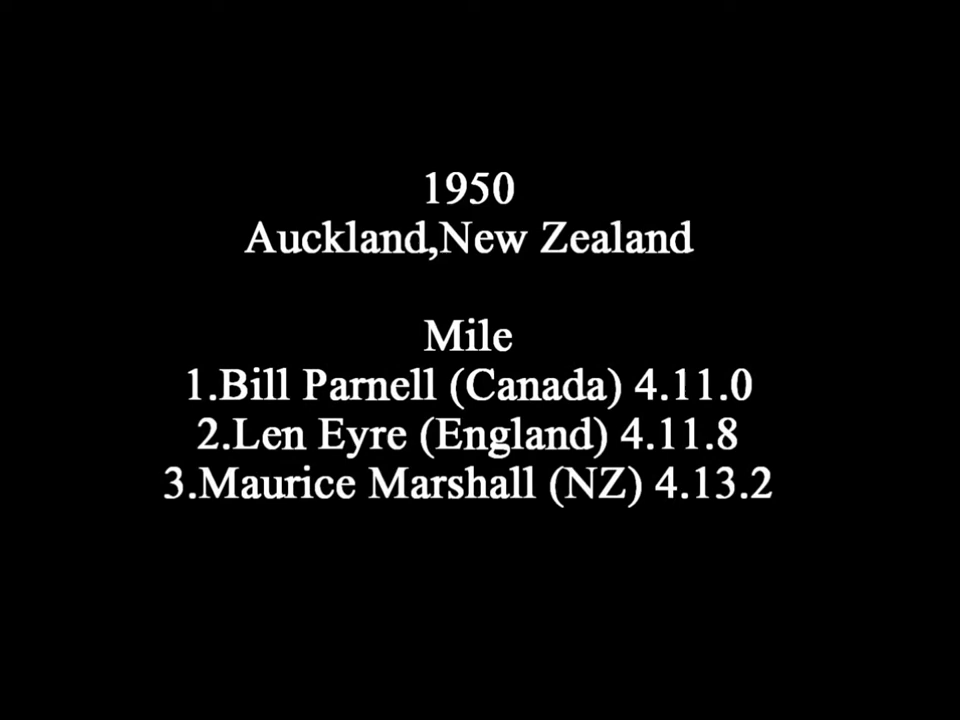 1950
Auckland,New Zealand
Mile
1.Bill Parnell (Canada) 4.11.0
2.Len Eyre (England) 4.11.8
3.Maurice Marshall (NZ) 4.13.2